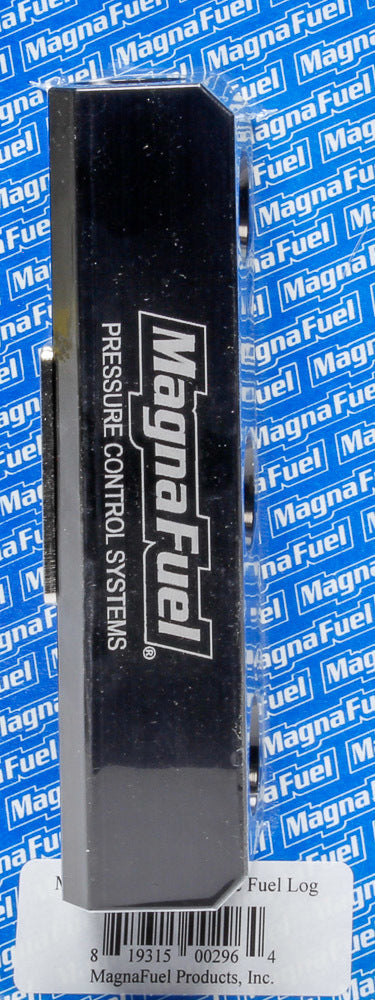 MagnaFuel®
PRESSURE CONTROL SYSTEMS
Fuel Log
8 19315 00296 4
MagnaFuel Products, Inc.